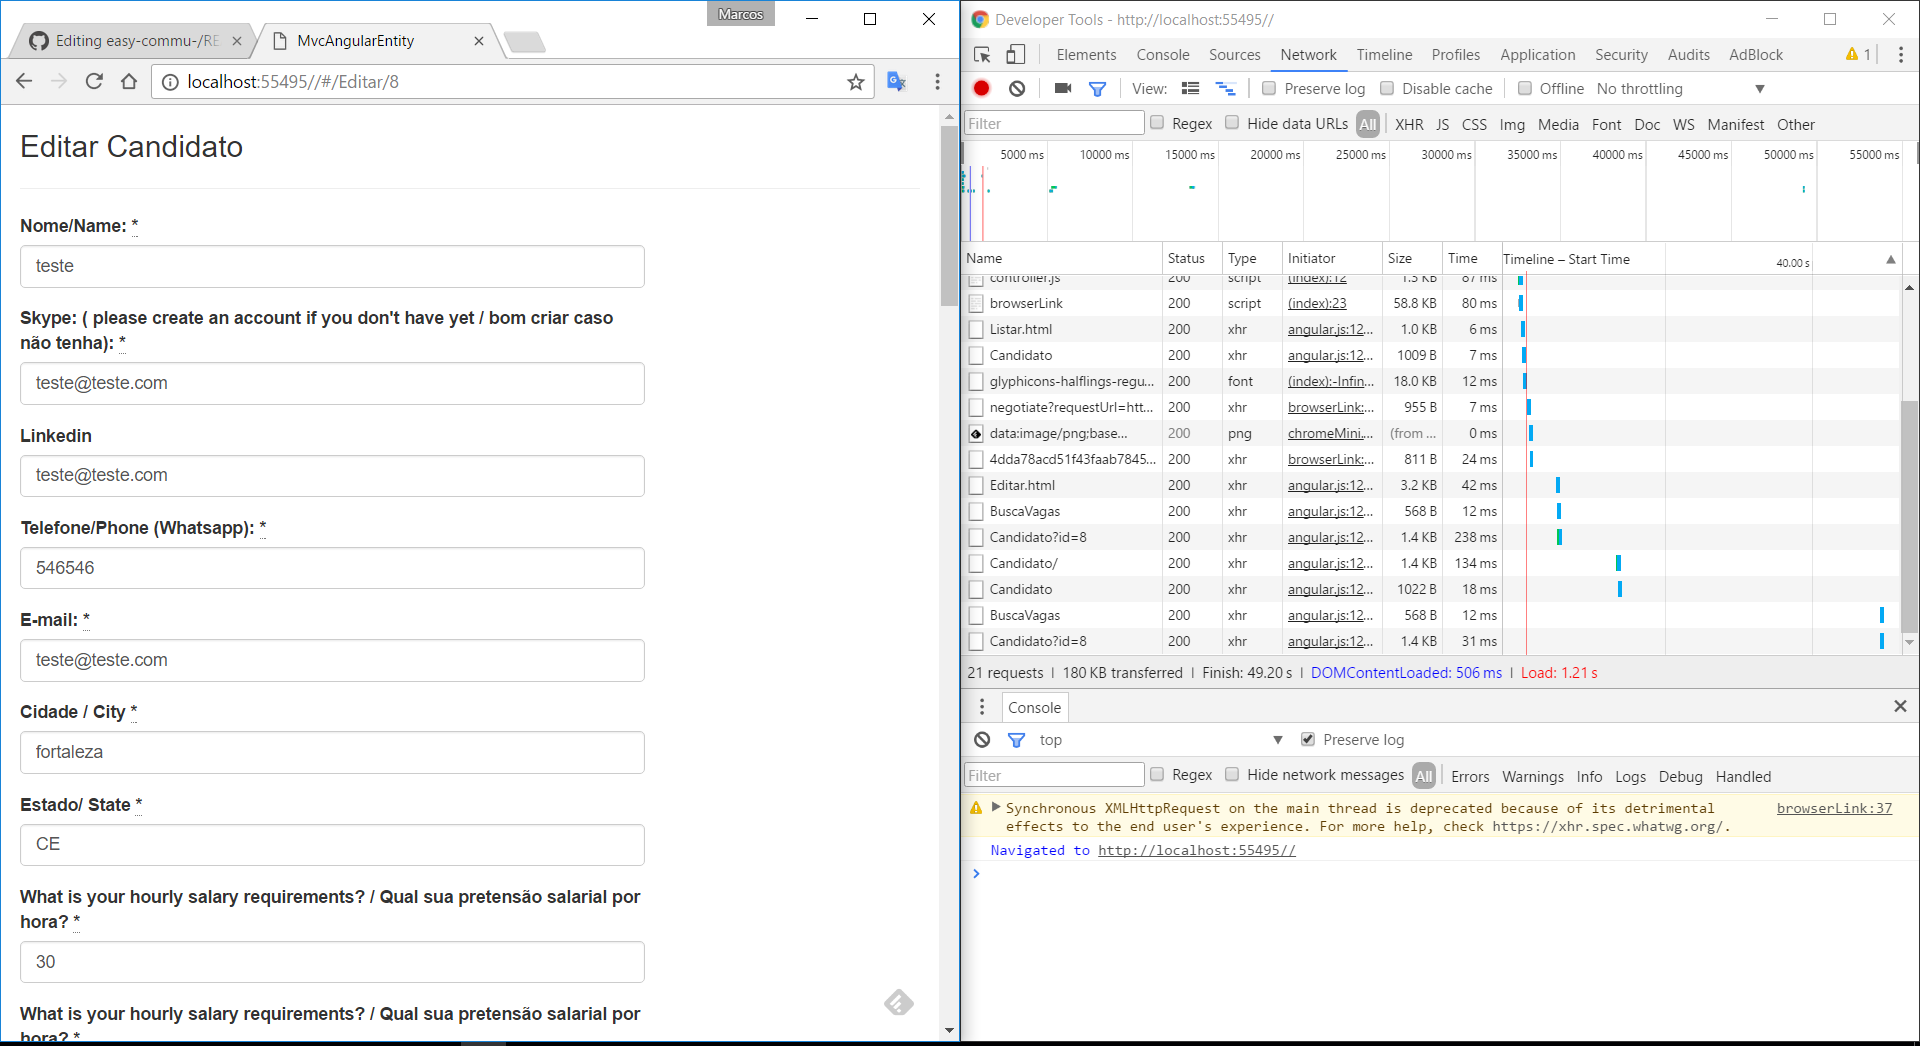 Marcos
Editing easy-commu-/RE
MvcAngularEntity
localhost:55495//#/Editar/8
Editar Candidato
Nome/Name: *
teste
Skype: ( please create an account if you don't have yet / bom criar caso
não tenha): *
teste@teste.com
Linkedin
teste@teste.com
Telefone/Phone (Whatsapp): *
546546
E-mail: *
teste@teste.com
Cidade / City *
fortaleza
Estado/ State *
CE
What is your hourly salary requirements? / Qual sua pretensão salarial por
hora? *
30
What is your hourly salary requirements? / Qual sua pretensão salarial por
hora? *
Developer Tools - http://localhost:55495//
Elements Console Sources Network Timeline Profiles Application Security Audits AdBlock 1
View: Preserve log Disable cache Offline No throttling
Filter Regex Hide data URLs All XHR JS CSS Img Media Font Doc WS Manifest Other
5000 ms 10000 ms 15000 ms 20000 ms 25000 ms 30000 ms 35000 ms 40000 ms 45000 ms 50000 ms 55000 ms
Name Status Type Initiator Size Time Timeline – Start Time 40.00 s
controller.js 200 script (index):12 1.5 KB 87 ms
browserLink 200 script (index):23 58.8 KB 80 ms
Listar.html 200 xhr angular.js:12... 1.0 KB 6 ms
Candidato 200 xhr angular.js:12... 1009 B 7 ms
glyphicons-halflings-regu... 200 font (index):-Infin... 18.0 KB 12 ms
negotiate?requestUrl=htt... 200 xhr browserLink:... 955 B 7 ms
data:image/png;base... 200 png chromeMini... (from ... 0 ms
4dda78acd51f43faab7845... 200 xhr browserLink:... 811 B 24 ms
Editar.html 200 xhr angular.js:12... 3.2 KB 42 ms
BuscaVagas 200 xhr angular.js:12... 568 B 12 ms
Candidato?id=8 200 xhr angular.js:12... 1.4 KB 238 ms
Candidato/ 200 xhr angular.js:12... 1.4 KB 134 ms
Candidato 200 xhr angular.js:12... 1022 B 18 ms
BuscaVagas 200 xhr angular.js:12... 568 B 12 ms
Candidato?id=8 200 xhr angular.js:12... 1.4 KB 31 ms
21 requests | 180 KB transferred | Finish: 49.20 s | DOMContentLoaded: 506 ms | Load: 1.21 s
Console
top Preserve log
Filter Regex Hide network messages All Errors Warnings Info Logs Debug Handled
Synchronous XMLHttpRequest on the main thread is deprecated because of its detrimental browserLink:37
effects to the end user's experience. For more help, check https://xhr.spec.whatwg.org/.
Navigated to http://localhost:55495//